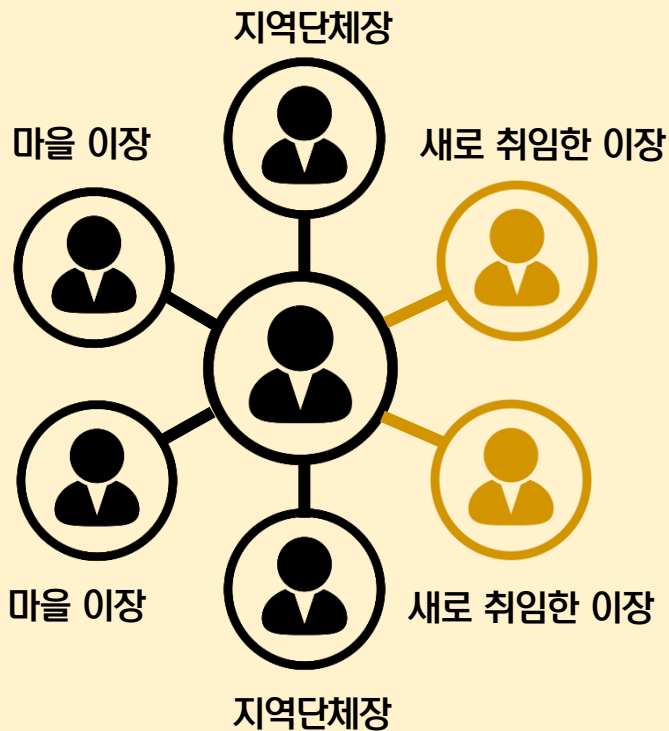 지역단체장
마을 이장
새로 취임한 이장
마을 이장
새로 취임한 이장
지역단체장